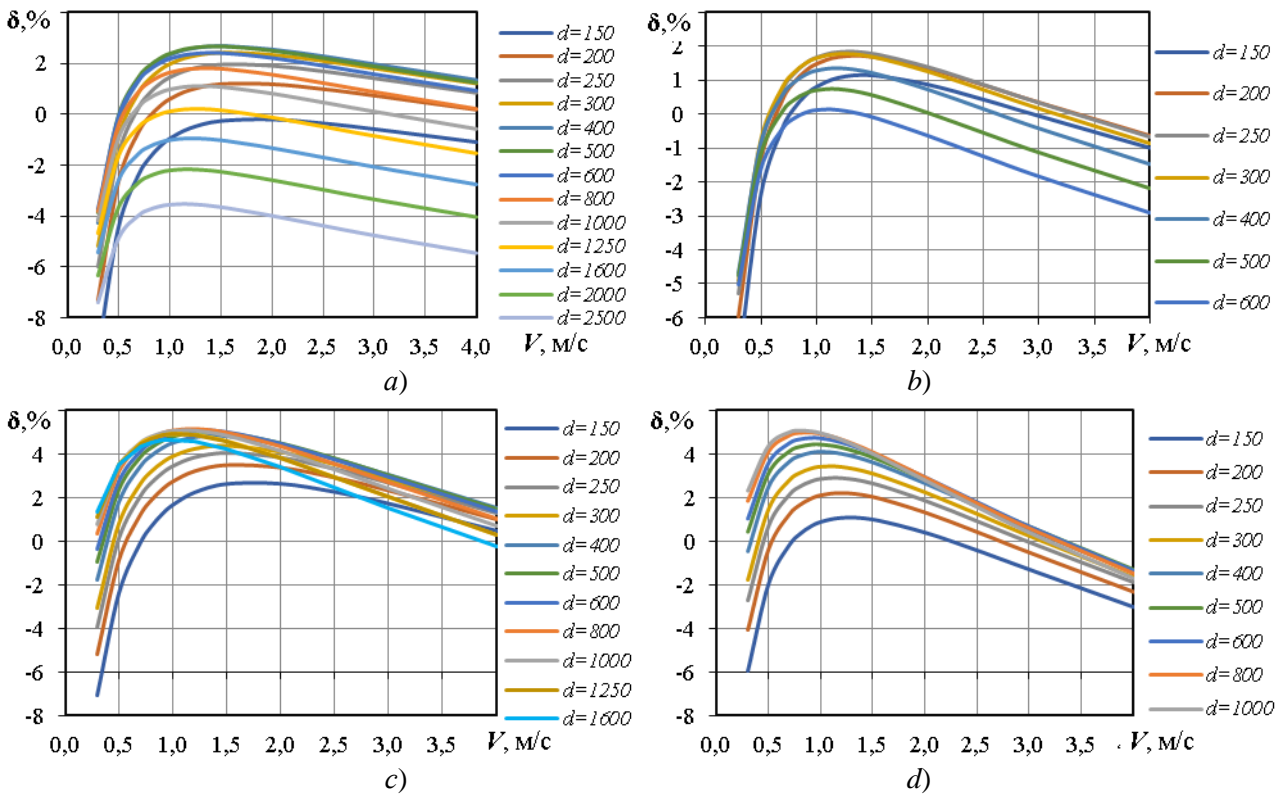 δ,%
2
0
-2
-4
-6
-8
0,0 0,5 1,0 1,5 2,0 2,5 3,0 3,5 4,0 V, м/с
d=150
d=200
d=250
d=300
d=400
d=500
d=600
d=800
d=1000
d=1250
d=1600
d=2000
d=2500
a)
δ,%
2
1
0
-1
-2
-3
-4
-5
-6
0,0 0,5 1,0 1,5 2,0 2,5 3,0 3,5 V, м/с
d=150
d=200
d=250
d=300
d=400
d=500
d=600
b)
δ,%
4
2
0
-2
-4
-6
-8
0,0 0,5 1,0 1,5 2,0 2,5 3,0 3,5 V, м/с
d=150
d=200
d=250
d=300
d=400
d=500
d=600
d=800
d=1000
d=1250
d=1600
c)
δ,%
4
2
0
-2
-4
-6
-8
0,0 0,5 1,0 1,5 2,0 2,5 3,0 3,5 V, м/с
d=150
d=200
d=250
d=300
d=400
d=500
d=600
d=800
d=1000
d)